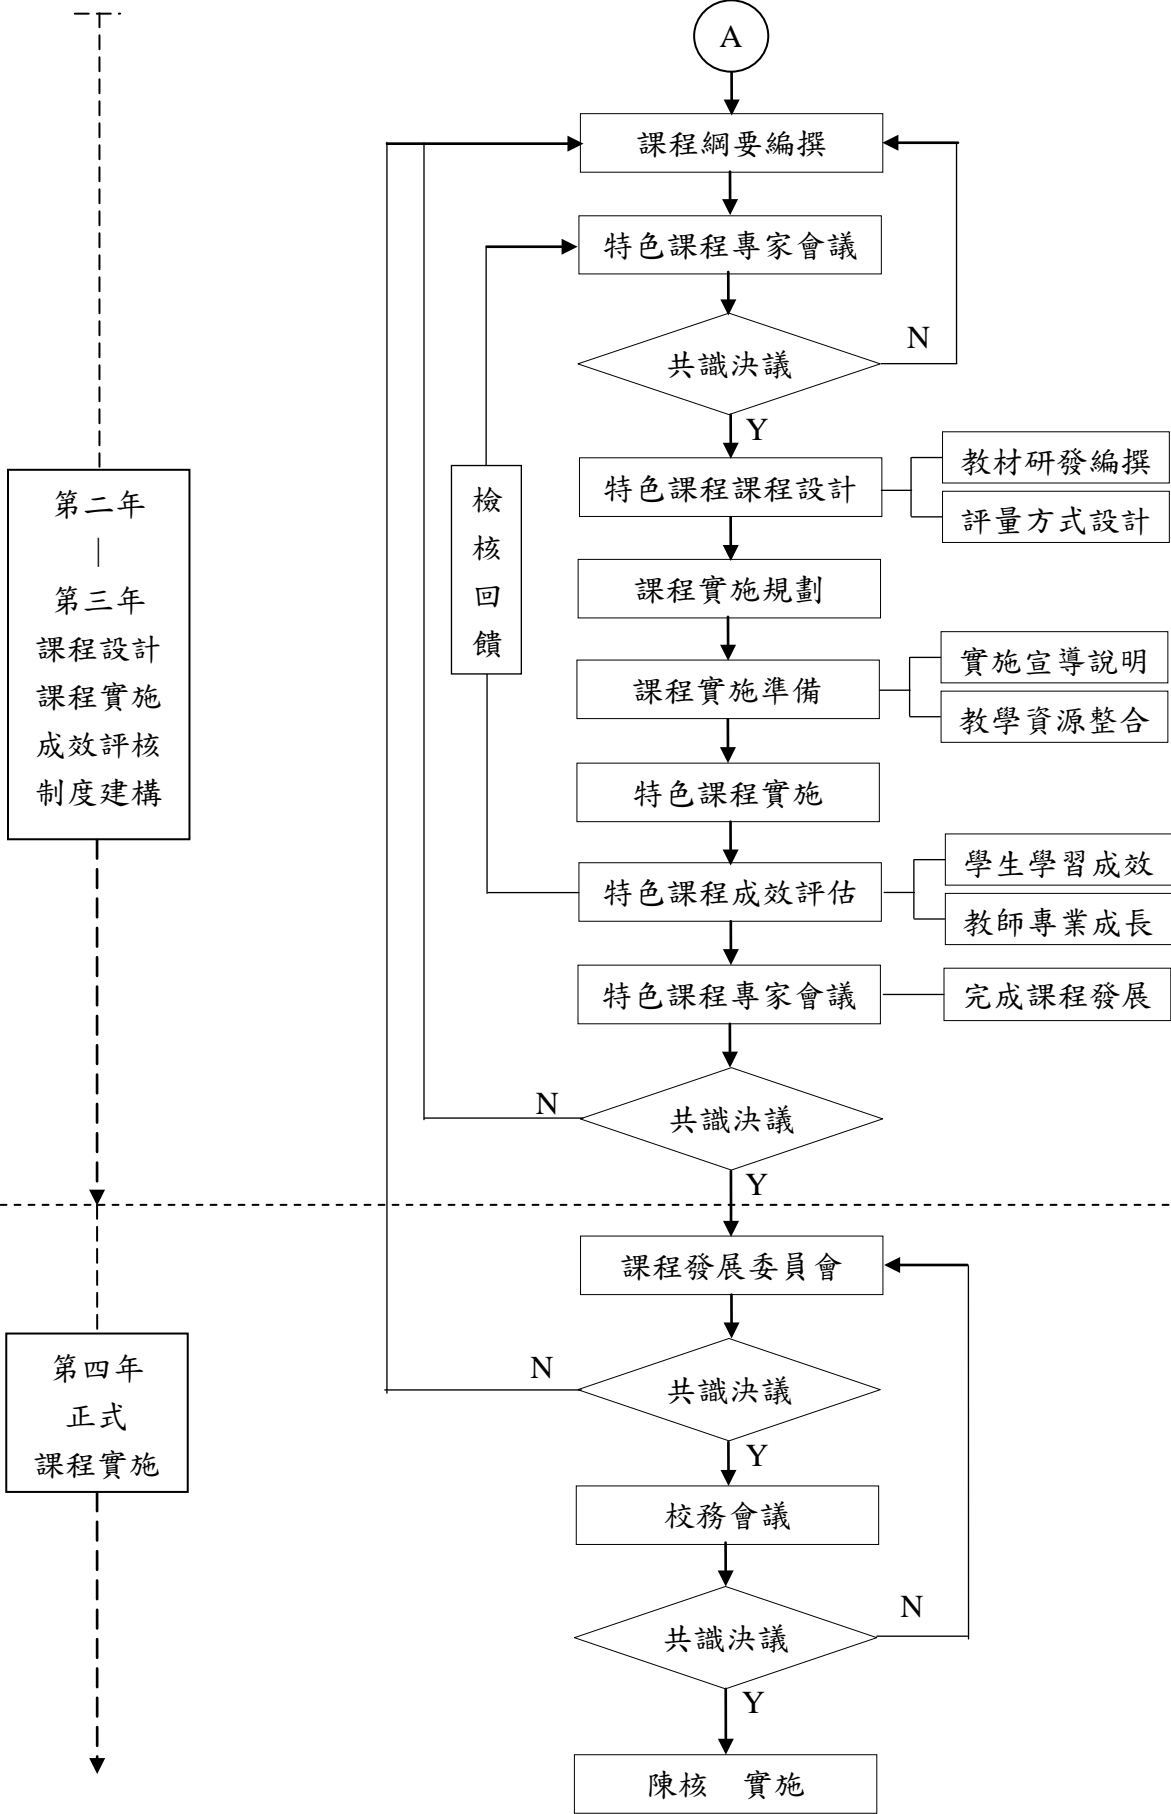 A
課程綱要編撰
特色課程專家會議
共識決議
N
Y
特色課程課程設計
教材研發編撰
評量方式設計
檢
核
回
饋
課程實施規劃
課程實施準備
實施宣導說明
教學資源整合
特色課程實施
特色課程成效評估
學生學習成效
教師專業成長
特色課程專家會議
完成課程發展
共識決議
N
Y
第二年
｜
第三年
課程設計
課程實施
成效評核
制度建構
課程發展委員會
共識決議
N
Y
校務會議
共識決議
N
Y
陳核　實施
第四年
正式
課程實施